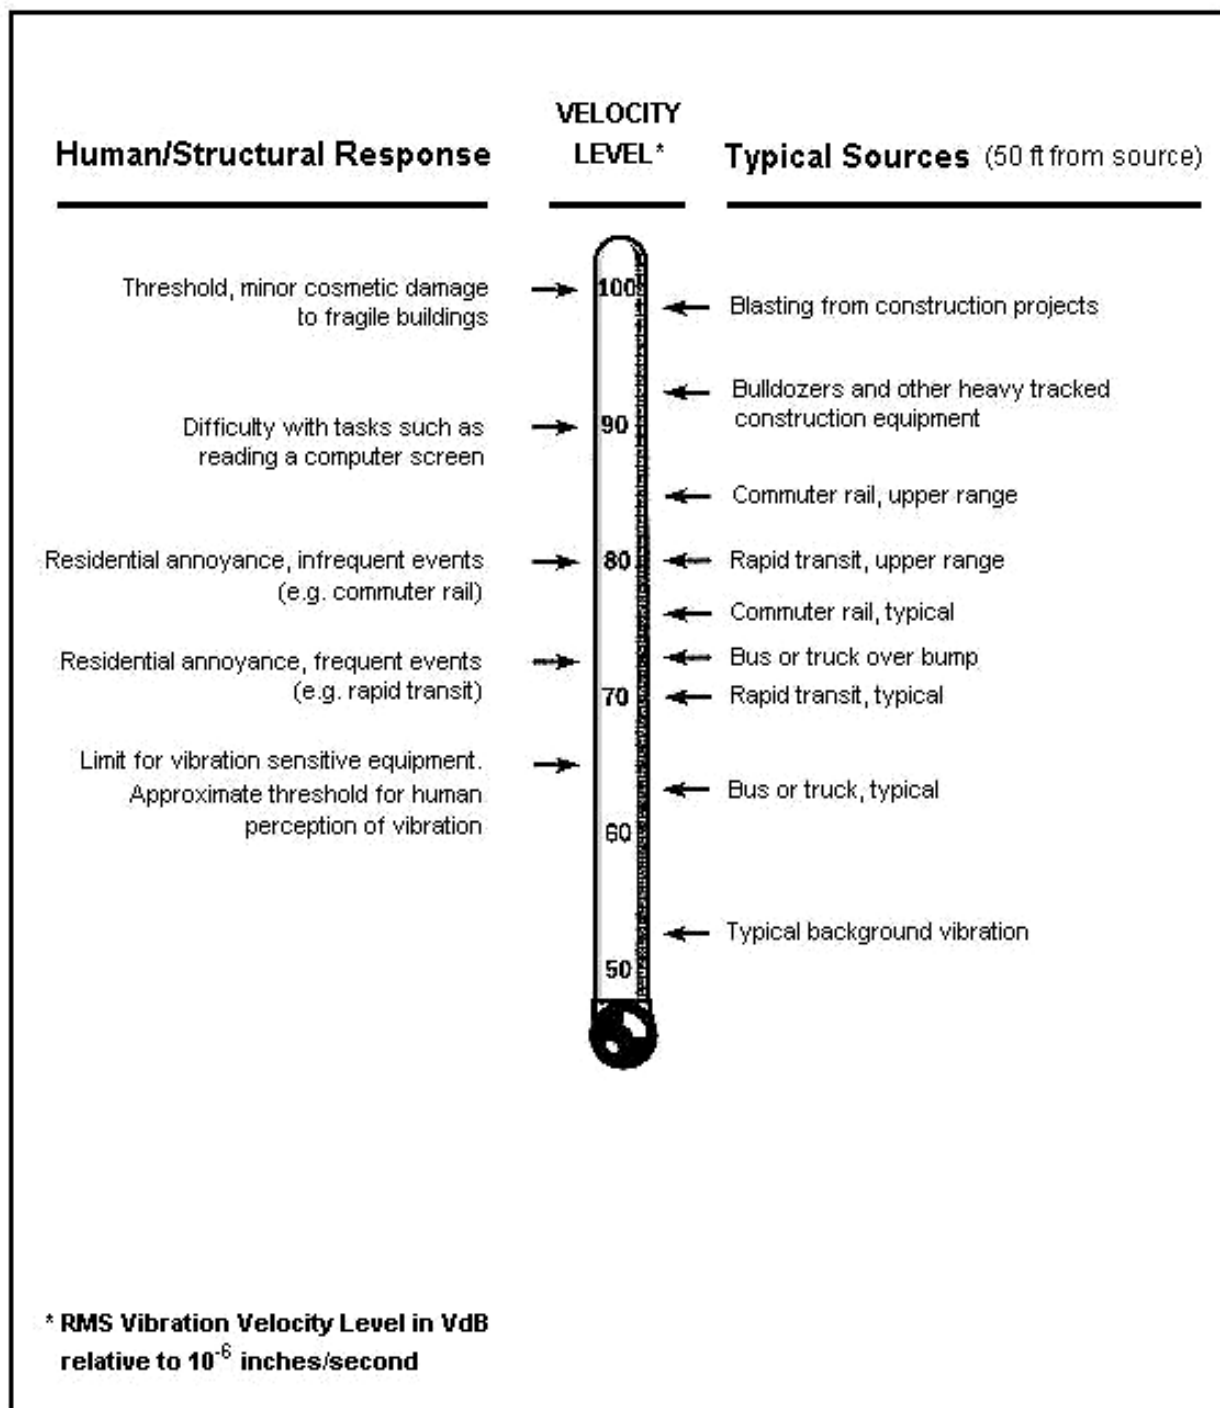 VELOCITY
LEVEL*
Human/Structural Response
Typical Sources (50 ft from source)
Threshold, minor cosmetic damage
to fragile buildings
100
Blasting from construction projects
Bulldozers and other heavy tracked
construction equipment
Difficulty with tasks such as
reading a computer screen
90
Commuter rail, upper range
Residential annoyance, infrequent events
(e.g. commuter rail)
80
Rapid transit, upper range
Commuter rail, typical
Residential annoyance, frequent events
(e.g. rapid transit)
Bus or truck over bump
70
Rapid transit, typical
Limit for vibration sensitive equipment.
Approximate threshold for human
perception of vibration
Bus or truck, typical
60
Typical background vibration
50
* RMS Vibration Velocity Level in VdB
relative to 10⁻⁶ inches/second